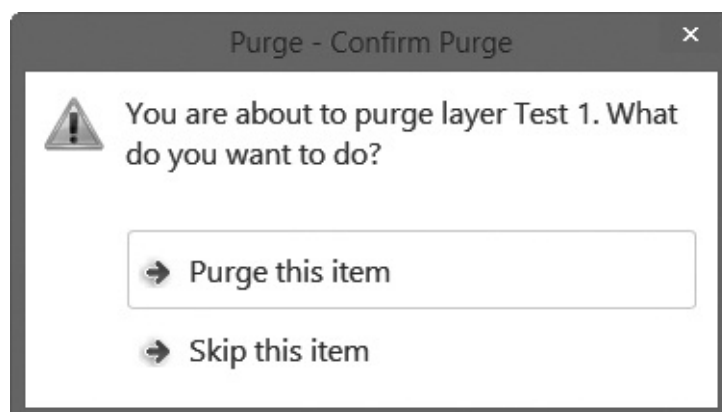 Purge - Confirm Purge
You are about to purge layer Test 1. What
do you want to do?
Purge this item
Skip this item